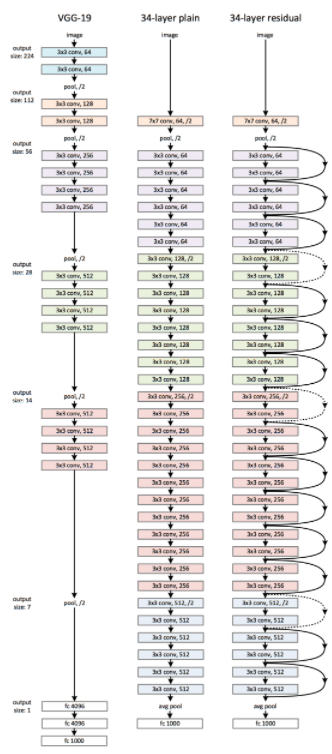 VGG-19
image
output
size: 224
3x3 conv, 64
3x3 conv, 64
pool, /2
output
size: 112
3x3 conv, 128
3x3 conv, 128
pool, /2
output
size: 56
3x3 conv, 256
3x3 conv, 256
3x3 conv, 256
3x3 conv, 256
pool, /2
output
size: 28
3x3 conv, 512
3x3 conv, 512
3x3 conv, 512
3x3 conv, 512
pool, /2
output
size: 14
3x3 conv, 512
3x3 conv, 512
3x3 conv, 512
3x3 conv, 512
pool, /2
output
size: 7
output
size: 1
fc 4096
fc 4096
fc 1000
34-layer plain
image
7x7 conv, 64, /2
pool, /2
3x3 conv, 64
3x3 conv, 64
3x3 conv, 64
3x3 conv, 64
3x3 conv, 64
3x3 conv, 64
3x3 conv, 128, /2
3x3 conv, 128
3x3 conv, 128
3x3 conv, 128
3x3 conv, 128
3x3 conv, 128
3x3 conv, 128
3x3 conv, 128
3x3 conv, 256, /2
3x3 conv, 256
3x3 conv, 256
3x3 conv, 256
3x3 conv, 256
3x3 conv, 256
3x3 conv, 256
3x3 conv, 256
3x3 conv, 256
3x3 conv, 256
3x3 conv, 256
3x3 conv, 256
3x3 conv, 512, /2
3x3 conv, 512
3x3 conv, 512
3x3 conv, 512
3x3 conv, 512
3x3 conv, 512
avg pool
fc 1000
34-layer residual
image
7x7 conv, 64, /2
pool, /2
3x3 conv, 64
3x3 conv, 64
3x3 conv, 64
3x3 conv, 64
3x3 conv, 64
3x3 conv, 64
3x3 conv, 128, /2
3x3 conv, 128
3x3 conv, 128
3x3 conv, 128
3x3 conv, 128
3x3 conv, 128
3x3 conv, 128
3x3 conv, 128
3x3 conv, 256, /2
3x3 conv, 256
3x3 conv, 256
3x3 conv, 256
3x3 conv, 256
3x3 conv, 256
3x3 conv, 256
3x3 conv, 256
3x3 conv, 256
3x3 conv, 256
3x3 conv, 256
3x3 conv, 256
3x3 conv, 512, /2
3x3 conv, 512
3x3 conv, 512
3x3 conv, 512
3x3 conv, 512
3x3 conv, 512
avg pool
fc 1000